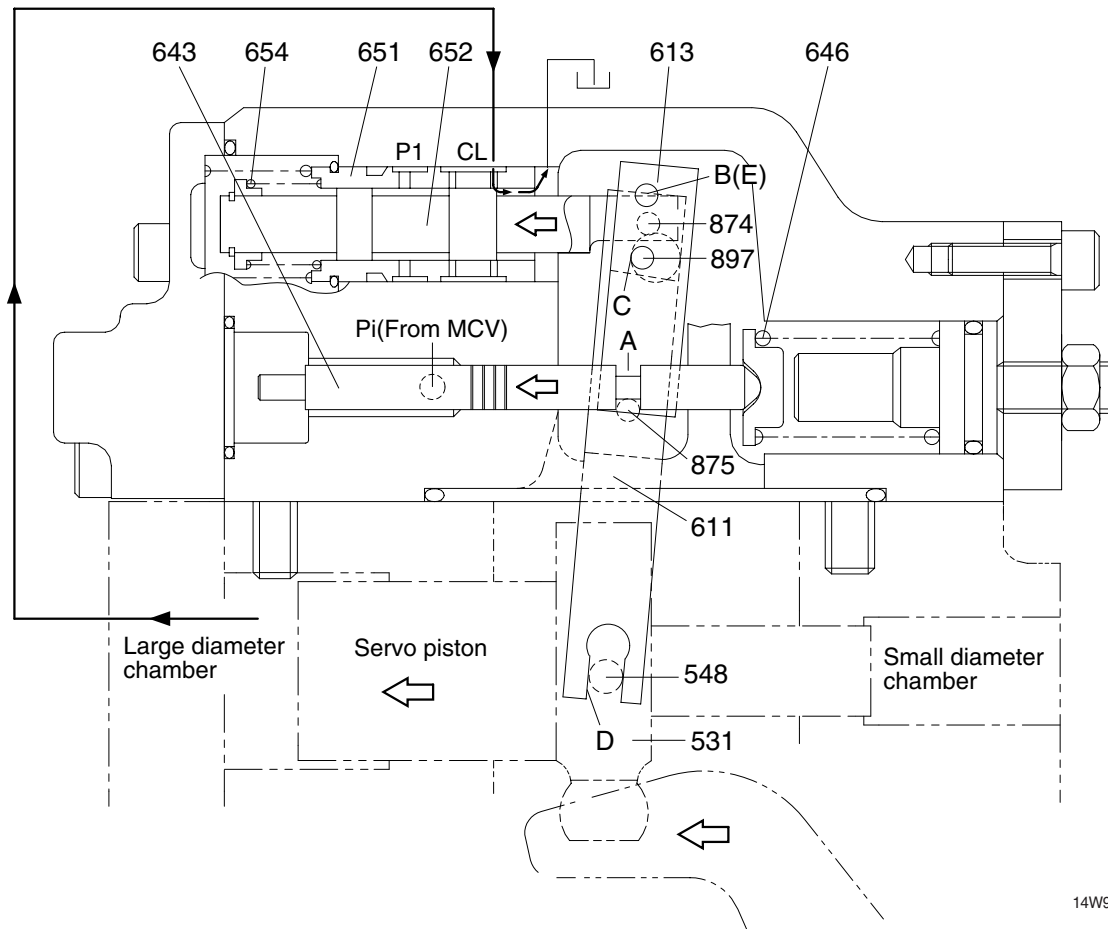 643
654
651
652
613
646
P1
CL
B(E)
874
897
C
Pi(From MCV)
A
875
611
Large diameter
chamber
Servo piston
548
Small diameter
chamber
D
531
14W9